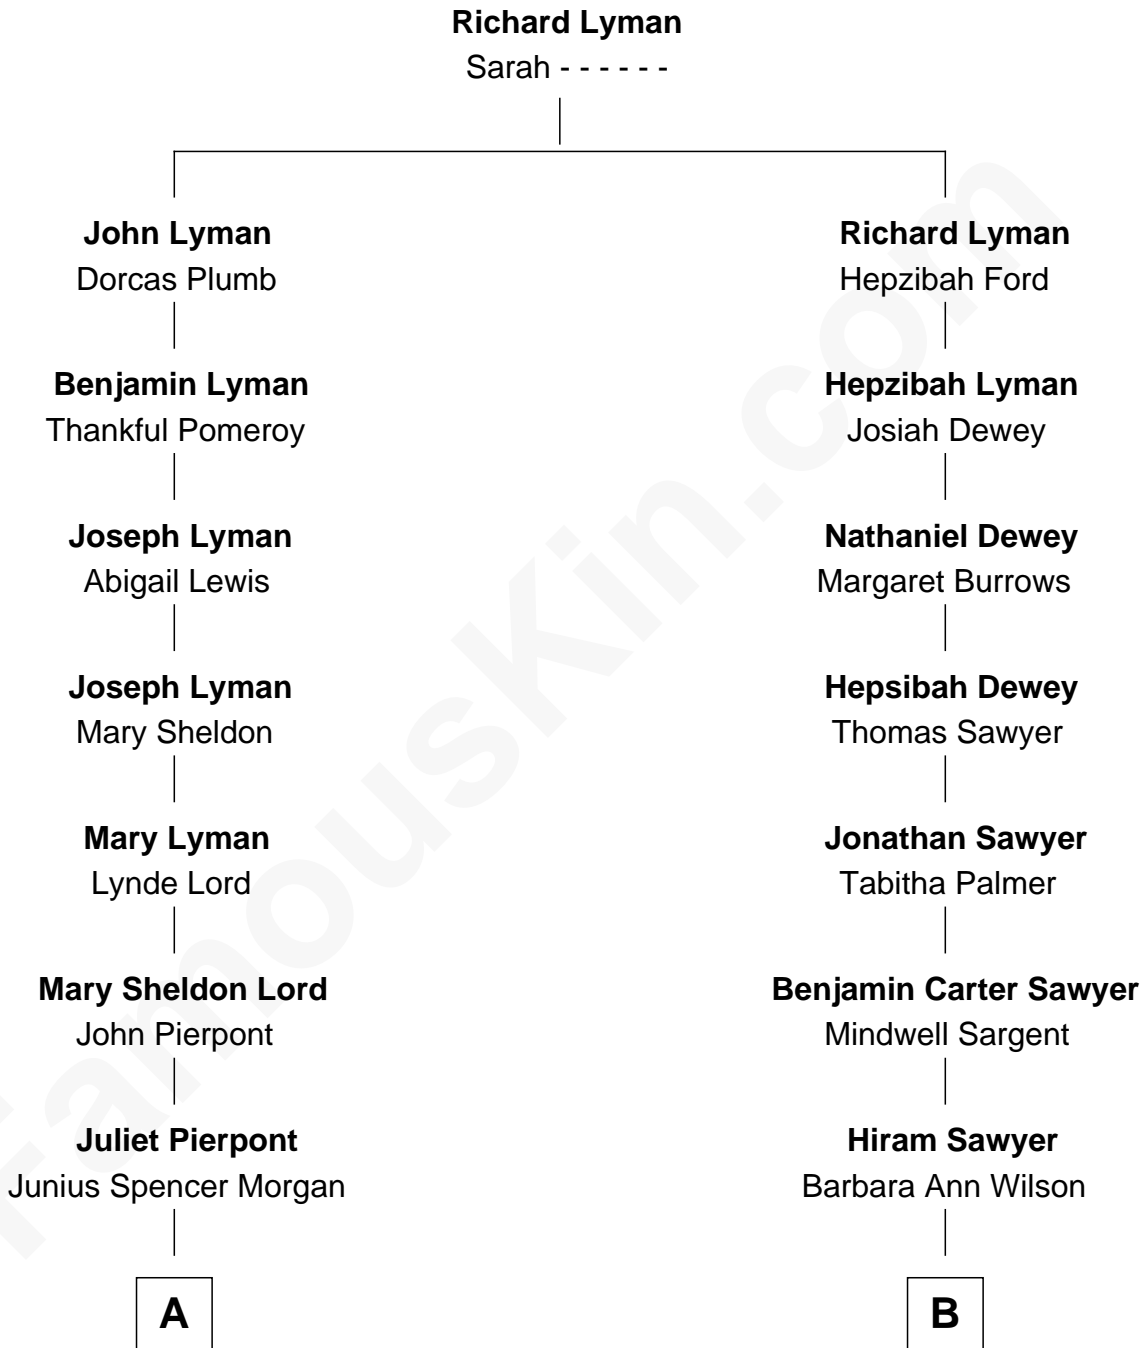 Richard Lyman
Sarah - - - - - -
John Lyman
Dorcas Plumb
Richard Lyman
Hepzibah Ford
Benjamin Lyman
Thankful Pomeroy
Hepzibah Lyman
Josiah Dewey
Joseph Lyman
Abigail Lewis
Nathaniel Dewey
Margaret Burrows
Joseph Lyman
Mary Sheldon
Hepsibah Dewey
Thomas Sawyer
Mary Lyman
Lynde Lord
Jonathan Sawyer
Tabitha Palmer
Mary Sheldon Lord
John Pierpont
Benjamin Carter Sawyer
Mindwell Sargent
Juliet Pierpont
Junius Spencer Morgan
Hiram Sawyer
Barbara Ann Wilson
A
B
FamousKin.com